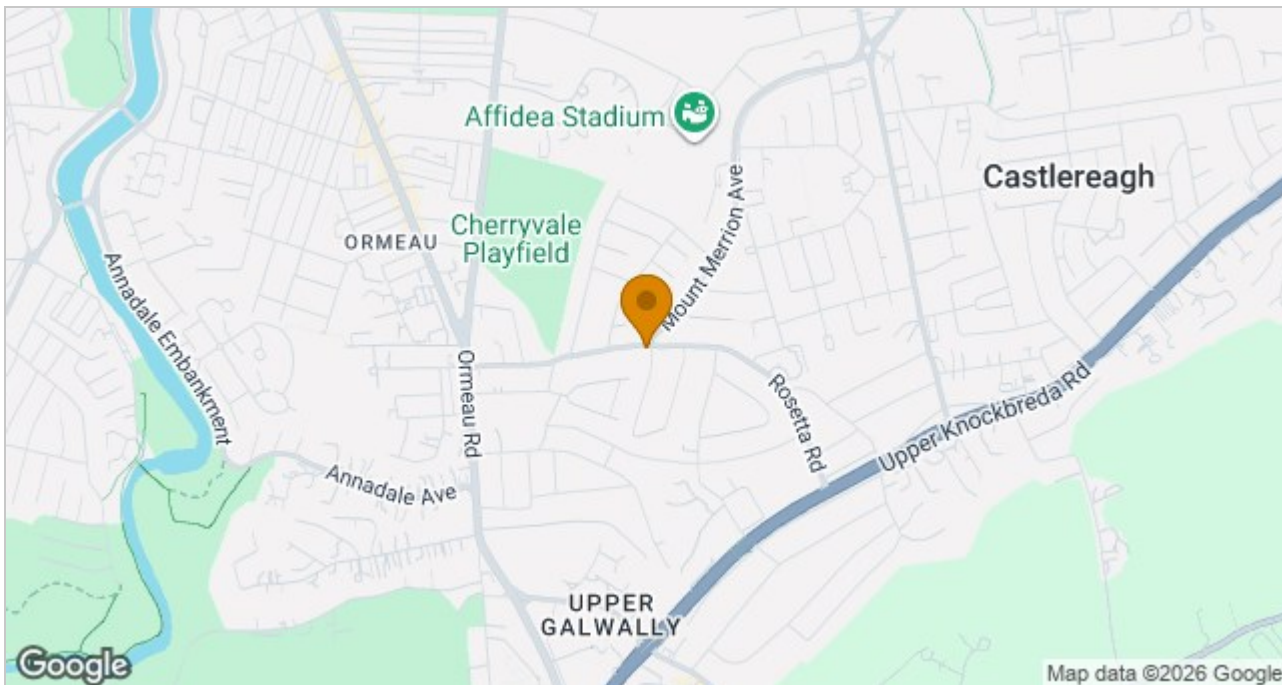 Affidea Stadium
Castlereagh
Mount Merrion Ave
Cherryvale
Playfield
ORMEAU
Annadale Embankment
Ormeau Rd
Rosetta Rd
Upper Knockbreda Rd
Annadale Ave
UPPER
GALWALLY
Google
Map data ©2026 Google